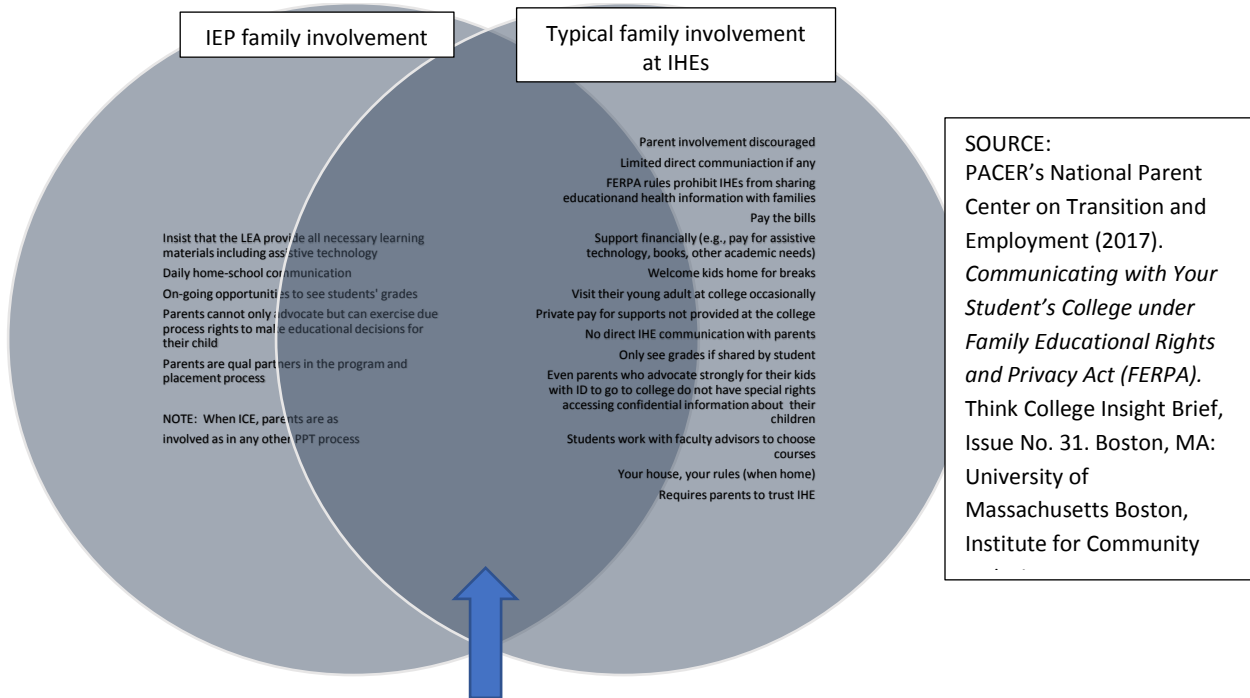 IEP family involvement
Typical family involvement
at IHEs
Insist that the LEA provide all necessary learning
materials including assistive technology
Daily home-school communication
On-going opportunities to see students' grades
Parents cannot only advocate but can exercise due
process rights to make educational decisions for
their child
Parents are qual partners in the program and
placement process
NOTE: When ICE, parents are as
involved as in any other PPT process
Parent involvement discouraged
Limited direct communiaction if any
FERPA rules prohibit IHEs from sharing
educationand health information with families
Pay the bills
Support financially (e.g., pay for assistive
technology, books, other academic needs)
Welcome kids home for breaks
Visit their young adult at college occasionally
Private pay for supports not provided at the college
No direct IHE communication with parents
Only see grades if shared by student
Even parents who advocate strongly for their kids
with ID to go to college do not have special rights
accessing confidential information about their
children
Students work with faculty advisors to choose
courses
Your house, your rules (when home)
Requires parents to trust IHE
SOURCE:
PACER's National Parent
Center on Transition and
Employment (2017).
Communicating with Your
Student's College under
Family Educational Rights
and Privacy Act (FERPA).
Think College Insight Brief,
Issue No. 31. Boston, MA:
University of
Massachusetts Boston,
Institute for Community